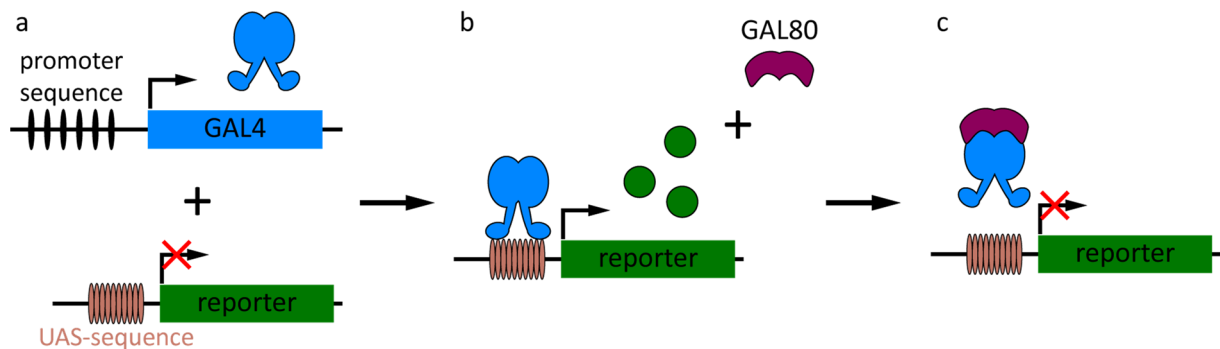 a
promoter
sequence
GAL4
+
reporter
UAS-sequence
b
GAL80
+
reporter
c
reporter